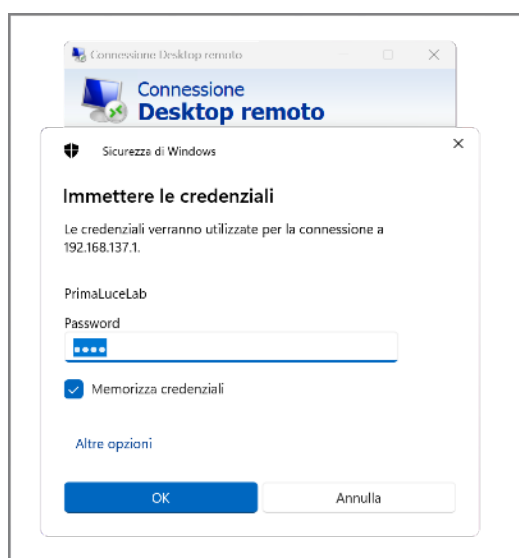 Connessione Desktop remoto
Connessione
Desktop remoto
Sicurezza di Windows
Immettere le credenziali
Le credenziali verranno utilizzate per la connessione a
192.168.137.1.
PrimaLuceLab
Password
••••
Memorizza credenziali
Altre opzioni
OK
Annulla